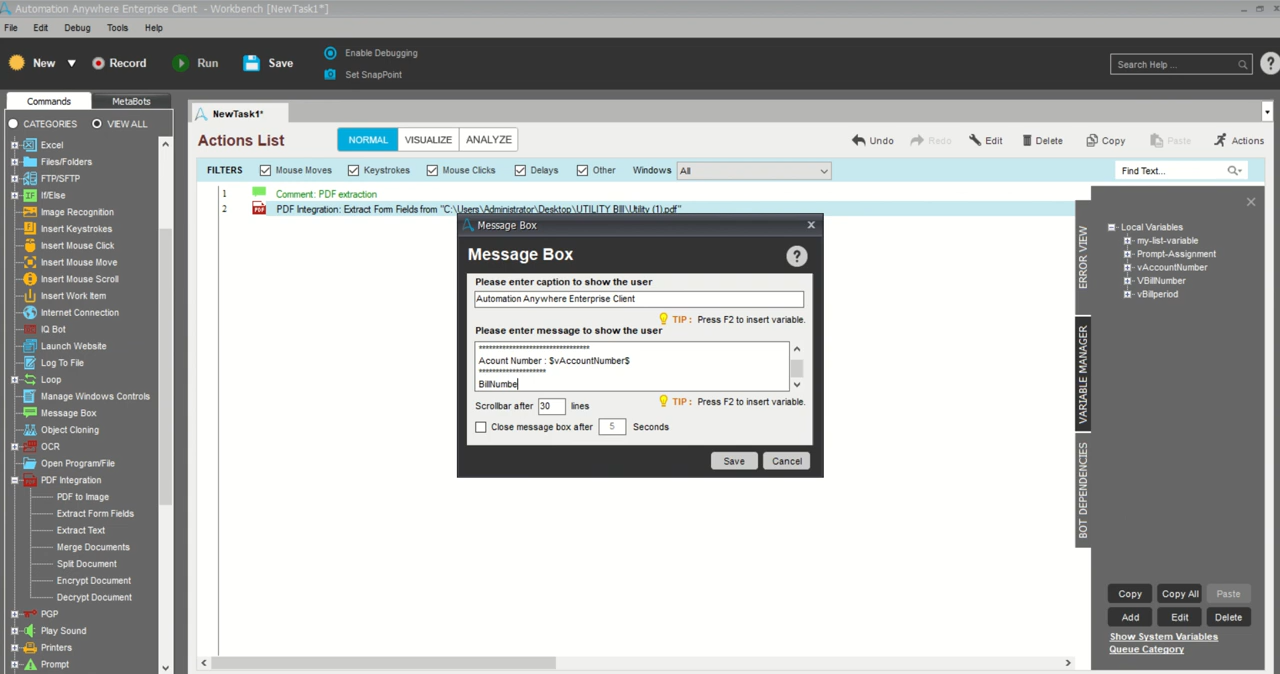 Automation Anywhere Enterprise Client - Workbench [NewTask1*]
File Edit Debug Tools Help
New Record Run Save
Enable Debugging
Set SnapPoint
Search Help ...
?
Commands MetaBots
CATEGORIES VIEW ALL
Excel
Files/Folders
FTP/SFTP
If/Else
Image Recognition
Insert Keystrokes
Insert Mouse Click
Insert Mouse Move
Insert Mouse Scroll
Insert Work Item
Internet Connection
IQ Bot
Launch Website
Log To File
Loop
Manage Windows Controls
Message Box
Object Cloning
OCR
Open Program/File
PDF Integration
PDF to Image
Extract Form Fields
Extract Text
Merge Documents
Split Document
Encrypt Document
Decrypt Document
PGP
Play Sound
Printers
Prompt
NewTask1*
Actions List
NORMAL VISUALIZE ANALYZE
Undo Redo Edit Delete Copy Paste Actions
FILTERS Mouse Moves Keystrokes Mouse Clicks Delays Other Windows All
Find Text...
1 Comment: PDF extraction
2 PDF Integration: Extract Form Fields from "C:\Users\Administrator\Desktop\UTILITY BIll\Utility (1).pdf"
Message Box
Message Box
?
Please enter caption to show the user
Automation Anywhere Enterprise Client
TIP : Press F2 to insert variable.
Please enter message to show the user
*********************************
Acount Number : $vAccountNumber$
********************
BillNumbe
TIP : Press F2 to insert variable.
Scrollbar after 30 lines
Close message box after 5 Seconds
Save Cancel
ERROR VIEW
VARIABLE MANAGER
BOT DEPENDENCIES
Local Variables
my-list-variable
Prompt-Assignment
vAccountNumber
VBillNumber
vBillperiod
Copy Copy All Paste
Add Edit Delete
Show System Variables
Queue Category